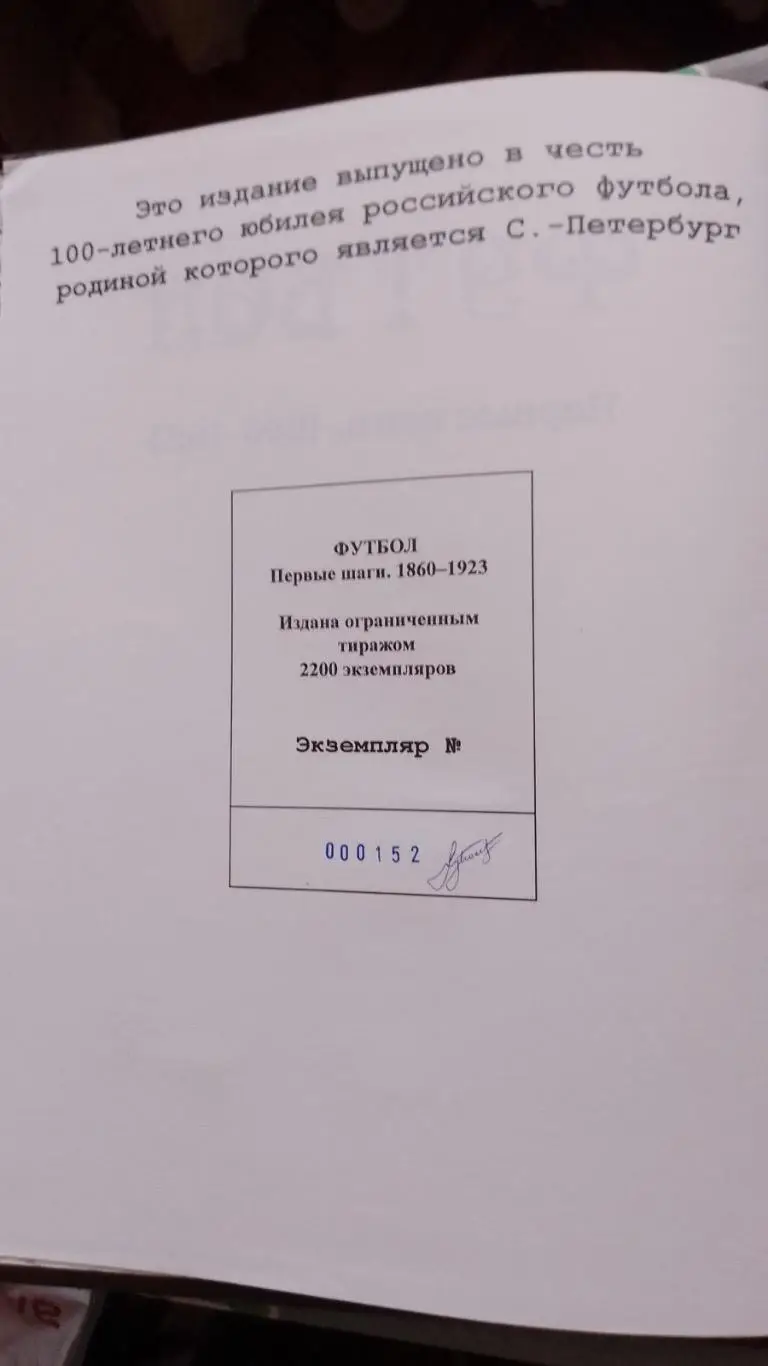 Это издание выпущено в честь
100-летнего юбилея российского футбола,
родиной которого является С.-Петербург
ФУТБОЛ
Первые шаги. 1860–1923
Издана ограниченным
тиражом
2200 экземпляров
Экземпляр №
000152